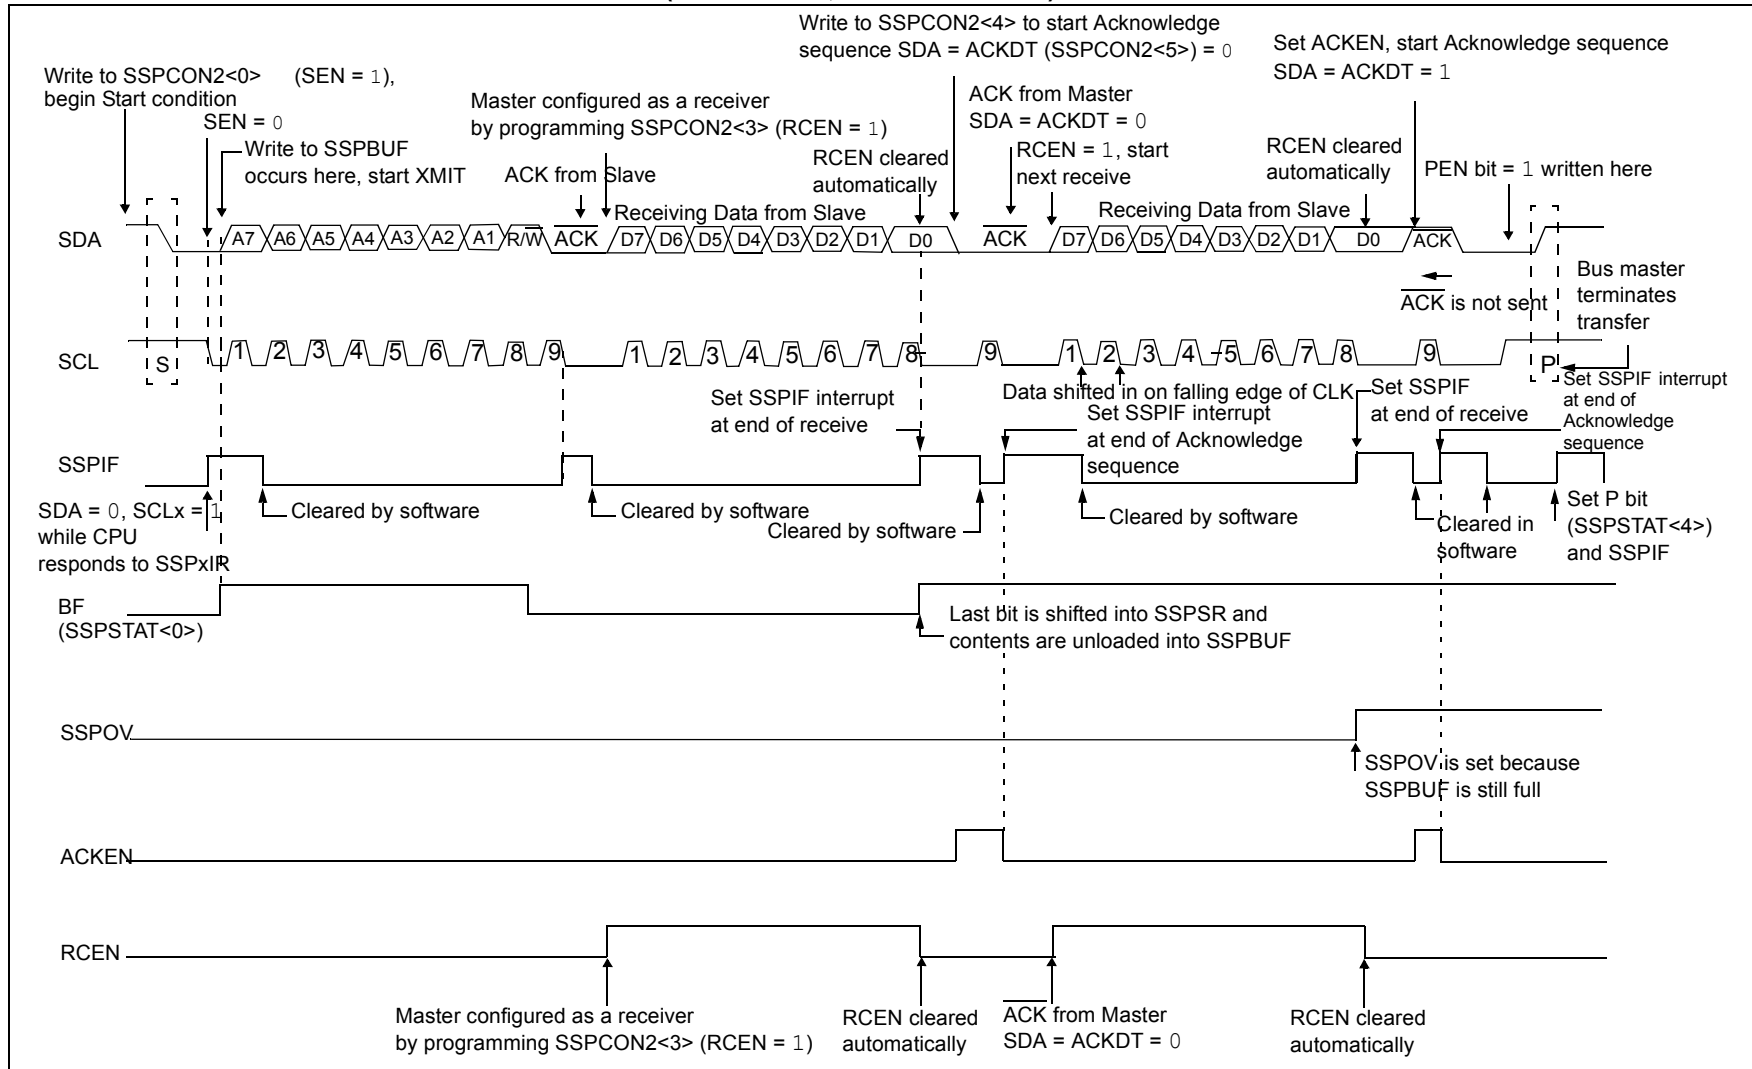 Write to SSPCON2<4> to start Acknowledge
sequence SDA = ACKDT (SSPCON2<5>) = 0
Set ACKEN, start Acknowledge sequence
SDA = ACKDT = 1
Write to SSPCON2<0> (SEN = 1),
begin Start condition
SEN = 0
Write to SSPBUF
occurs here, start XMIT
Master configured as a receiver
by programming SSPCON2<3> (RCEN = 1)
ACK from Slave
ACK from Master
SDA = ACKDT = 0
RCEN cleared
automatically
RCEN = 1, start
next receive
RCEN cleared
automatically
PEN bit = 1 written here
Receiving Data from Slave
Receiving Data from Slave
SDA
A7 A6 A5 A4 A3 A2 A1 R/W ACK D7 D6 D5 D4 D3 D2 D1 D0 ACK D7 D6 D5 D4 D3 D2 D1 D0 ACK
ACK is not sent
Bus master
terminates
transfer
SCL
S 1 2 3 4 5 6 7 8 9 1 2 3 4 5 6 7 8 9 1 2 3 4 5 6 7 8 9 P
Data shifted in on falling edge of CLK
Set SSPIF interrupt
at end of receive
Set SSPIF interrupt
at end of Acknowledge
sequence
Set SSPIF
at end of receive
Set SSPIF interrupt
at end of
Acknowledge
sequence
SSPIF
SDA = 0, SCLx = 1
while CPU
responds to SSPxIR
Cleared by software
Cleared by software
Cleared by software
Cleared by software
Cleared in
software
Set P bit
(SSPSTAT<4>)
and SSPIF
BF
(SSPSTAT<0>)
Last bit is shifted into SSPSR and
contents are unloaded into SSPBUF
SSPOV
SSPOV is set because
SSPBUF is still full
ACKEN
RCEN
Master configured as a receiver
by programming SSPCON2<3> (RCEN = 1)
RCEN cleared
automatically
ACK from Master
SDA = ACKDT = 0
RCEN cleared
automatically